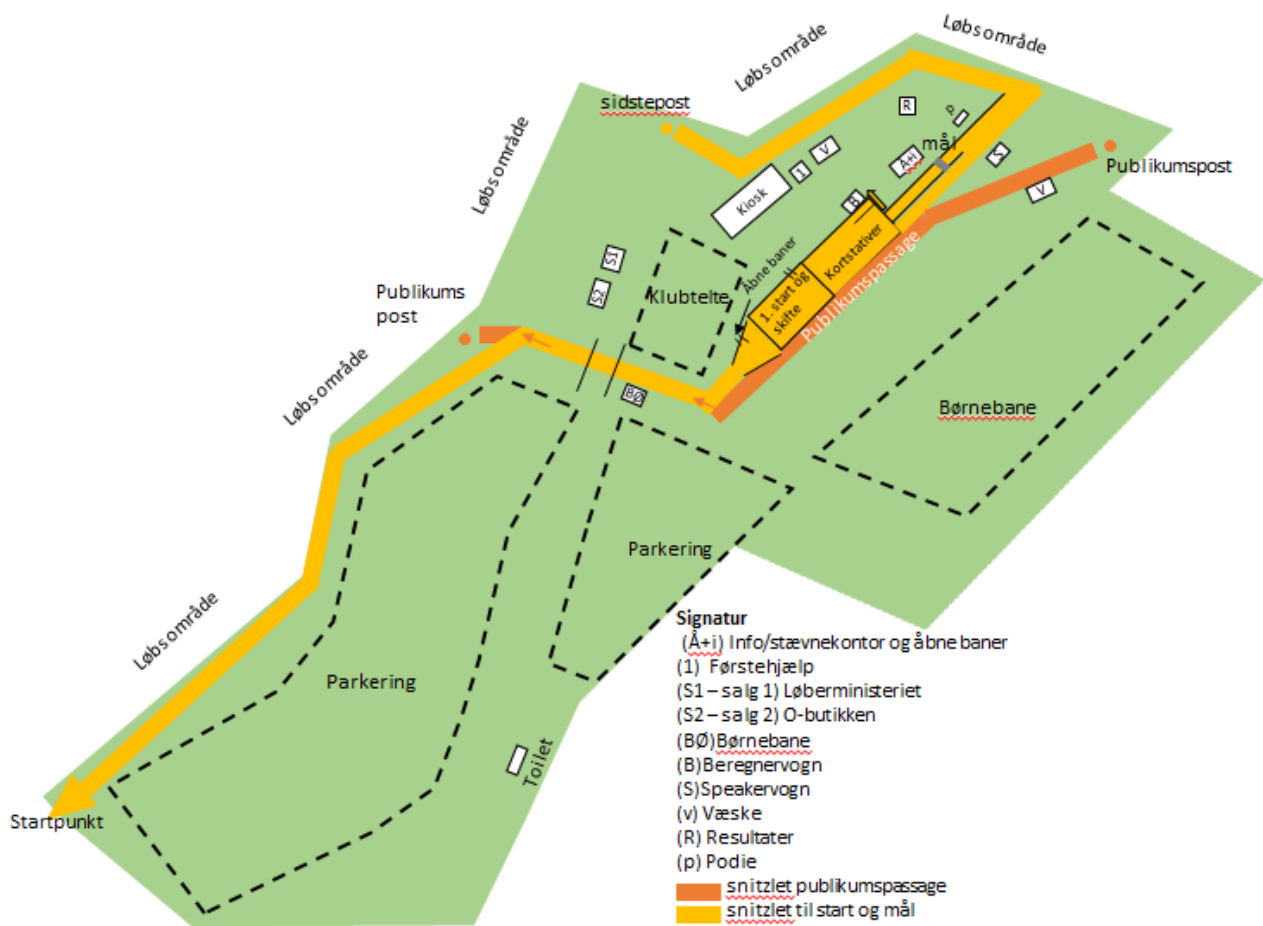 Løbsområde
Løbsområde
sidstepost
R
p
mål
V
1
Å+i
S
Publikumspost
V
Kiosk
B
Løbsområde
Åbne baner
Kortstativer
S1
S2
Klubtelte
1. start og
skifte
Publikumspassage
Publikums
post
BØ
Løbsområde
Børnebane
Parkering
Løbsområde
Parkering
Toilet
Startpunkt
Signatur
(Å+i) Info/stævnekontor og åbne baner
(1) Førstehjælp
(S1 – salg 1) Løberministeriet
(S2 – salg 2) O-butikken
(BØ)Børnebane
(B)Beregnervogn
(S)Speakervogn
(v) Væske
(R) Resultater
(p) Podie
snitzlet publikumspassage
snitzlet til start og mål